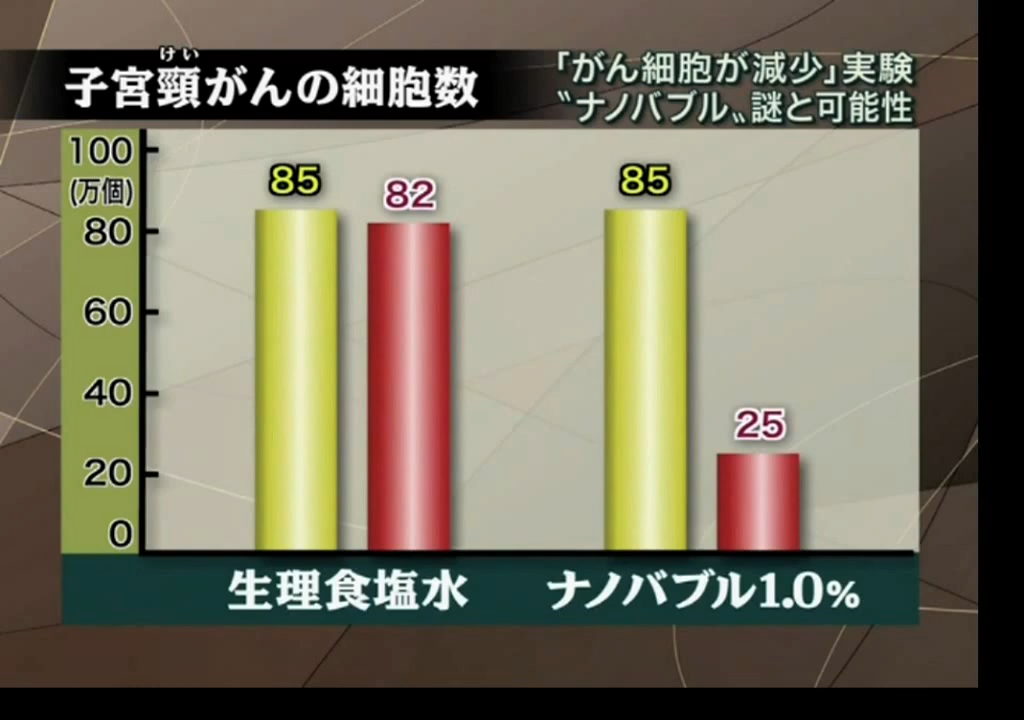 けい
子宮頸がんの細胞数
「がん細胞が減少」実験
〝ナノバブル〟謎と可能性
100
(万個)
80
60
40
20
0
85
82
85
25
生理食塩水
ナノバブル1.0%